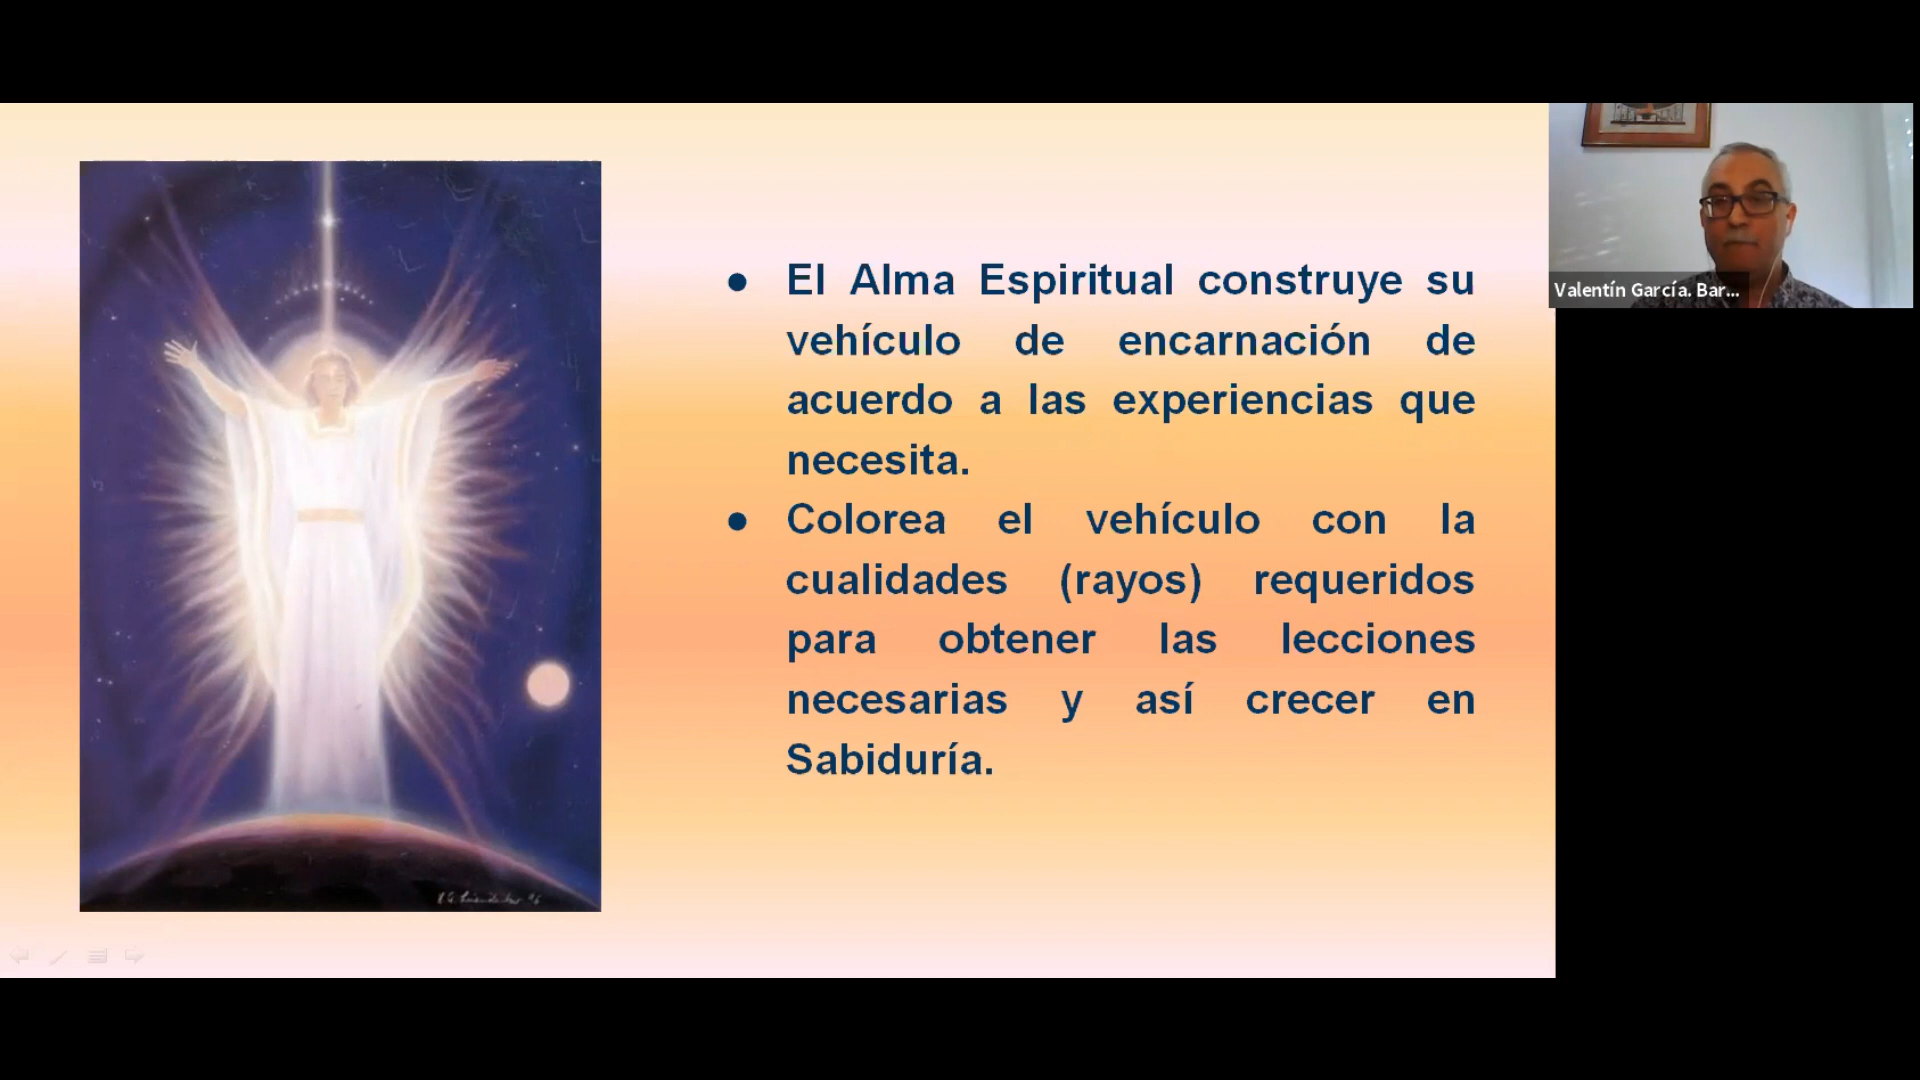 ● El Alma Espiritual construye su
vehículo de encarnación de
acuerdo a las experiencias que
necesita.
● Colorea el vehículo con la
cualidades (rayos) requeridos
para obtener las lecciones
necesarias y así crecer en
Sabiduría.
Valentín García. Bar...